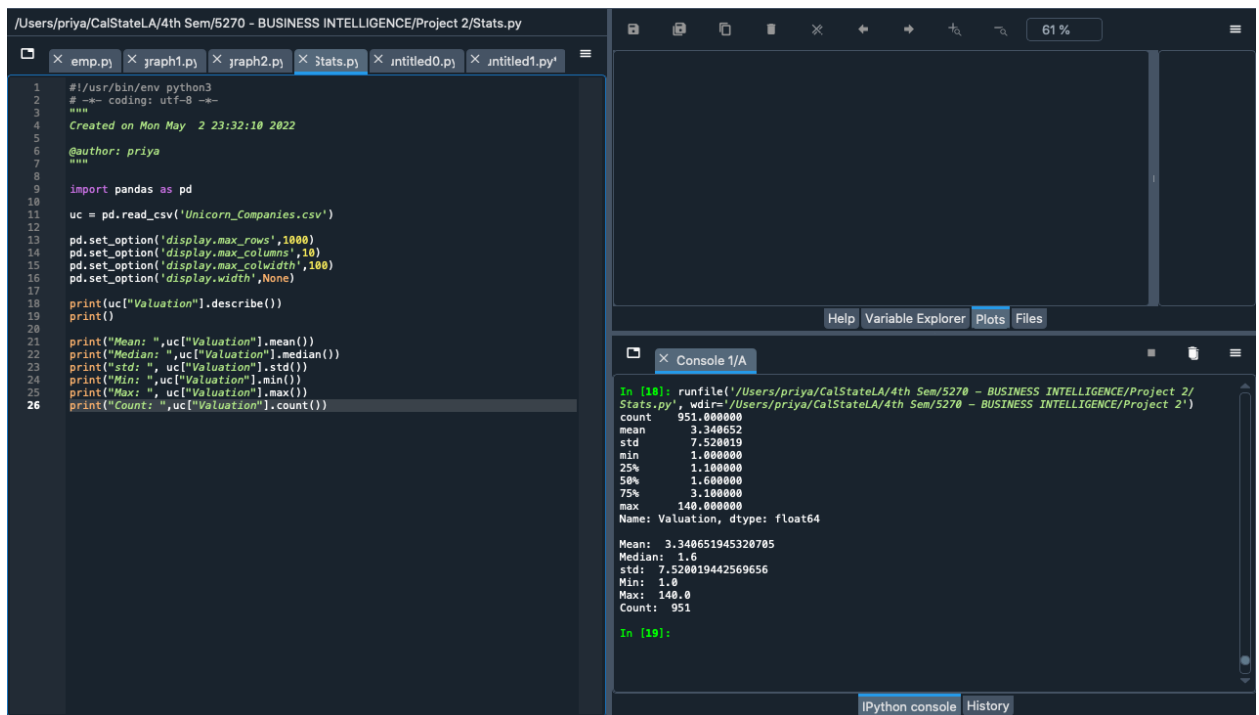 /Users/priya/CalStateLA/4th Sem/5270 - BUSINESS INTELLIGENCE/Project 2/Stats.py
emp.py
graph1.py
graph2.py
Stats.py
untitled0.py
untitled1.py*
1 #!/usr/bin/env python3
2 # -*- coding: utf-8 -*-
3 """
4 Created on Mon May  2 23:32:10 2022
5
6 @author: priya
7 """
8
9 import pandas as pd
10
11 uc = pd.read_csv('Unicorn_Companies.csv')
12
13 pd.set_option('display.max_rows',1000)
14 pd.set_option('display.max_columns',10)
15 pd.set_option('display.max_colwidth',100)
16 pd.set_option('display.width',None)
17
18 print(uc["Valuation"].describe())
19 print()
20
21 print("Mean: ",uc["Valuation"].mean())
22 print("Median: ",uc["Valuation"].median())
23 print("std: ", uc["Valuation"].std())
24 print("Min: ",uc["Valuation"].min())
25 print("Max: ", uc["Valuation"].max())
26 print("Count: ",uc["Valuation"].count())
61 %
Help Variable Explorer Plots Files
Console 1/A
In [18]: runfile('/Users/priya/CalStateLA/4th Sem/5270 - BUSINESS INTELLIGENCE/Project 2/
Stats.py', wdir='/Users/priya/CalStateLA/4th Sem/5270 - BUSINESS INTELLIGENCE/Project 2')
count 951.000000
mean 3.340652
std 7.520019
min 1.000000
25% 1.100000
50% 1.600000
75% 3.100000
max 140.000000
Name: Valuation, dtype: float64
Mean:  3.340651945320705
Median:  1.6
std:  7.520019442569656
Min:  1.0
Max:  140.0
Count:  951
In [19]:
IPython console History